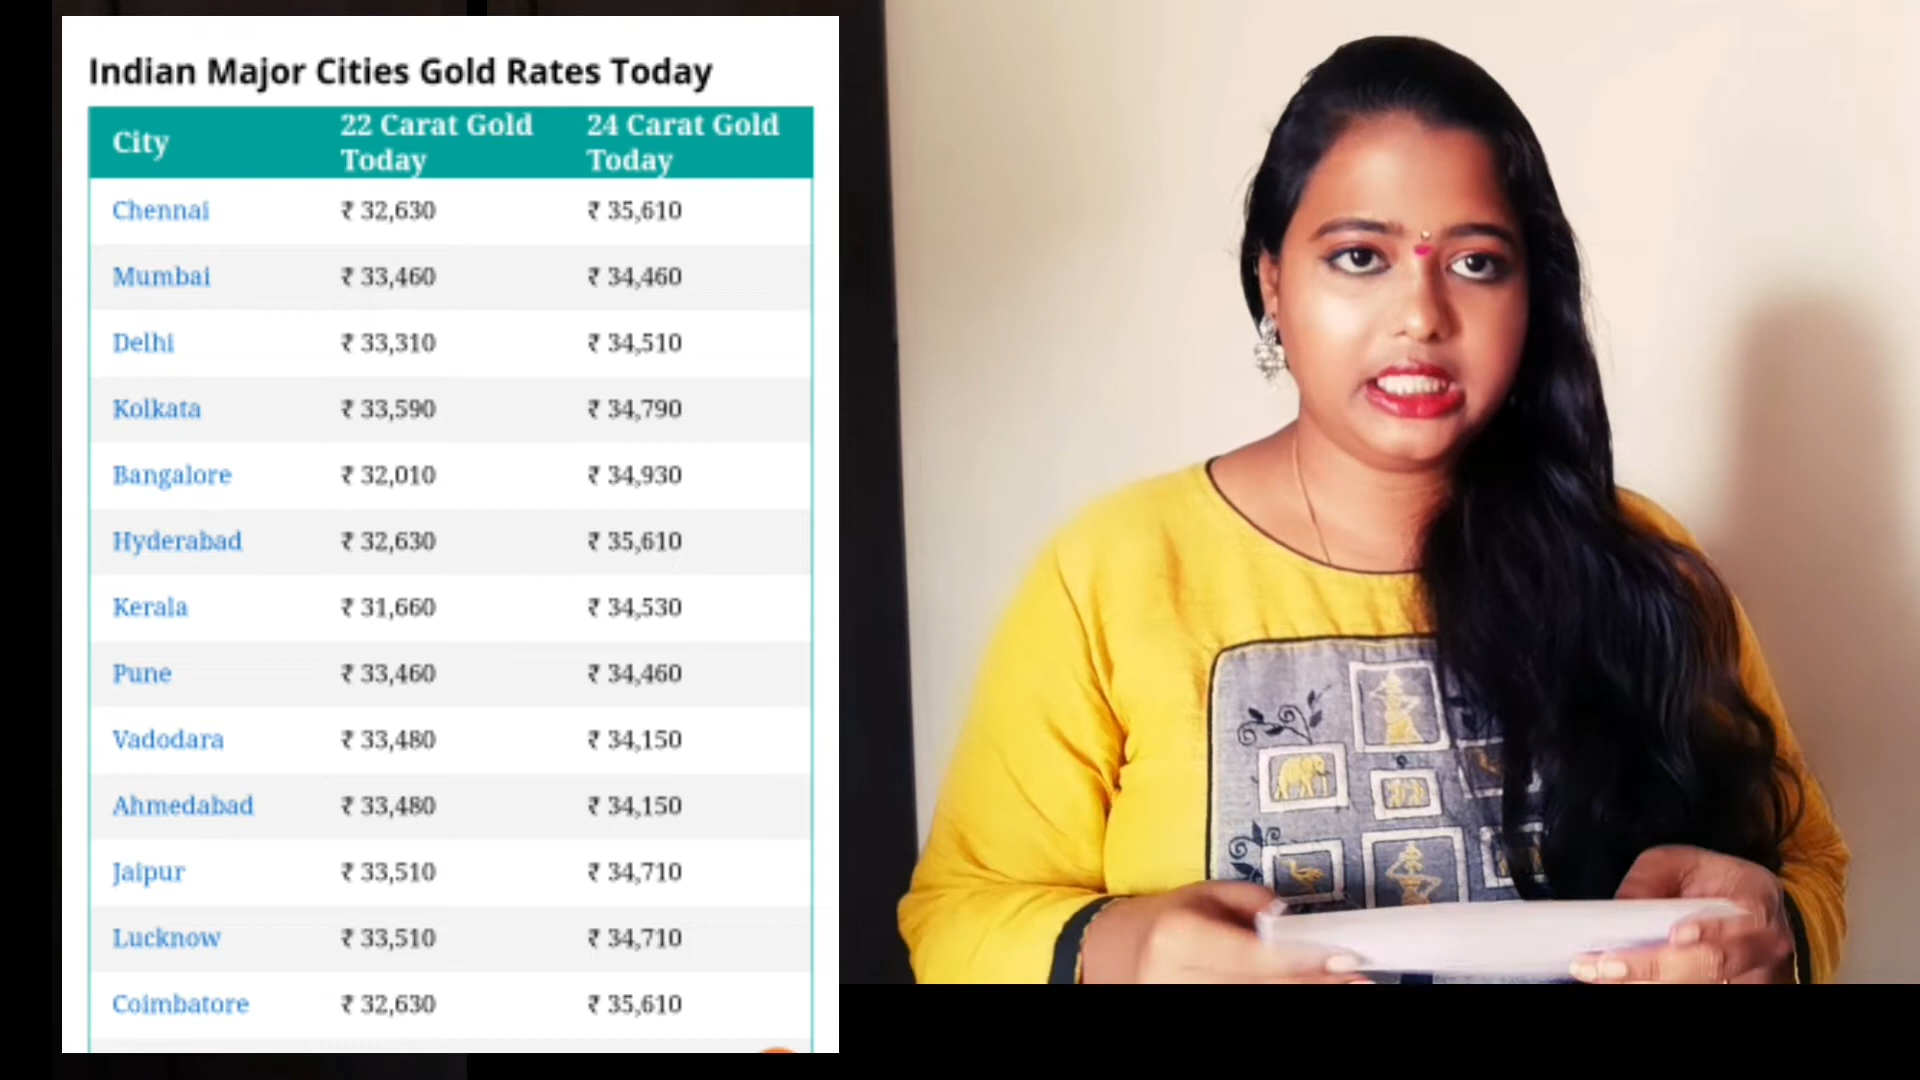 Indian Major Cities Gold Rates Today
City 22 Carat Gold Today 24 Carat Gold Today
Chennai ₹ 32,630 ₹ 35,610
Mumbai ₹ 33,460 ₹ 34,460
Delhi ₹ 33,310 ₹ 34,510
Kolkata ₹ 33,590 ₹ 34,790
Bangalore ₹ 32,010 ₹ 34,930
Hyderabad ₹ 32,630 ₹ 35,610
Kerala ₹ 31,660 ₹ 34,530
Pune ₹ 33,460 ₹ 34,460
Vadodara ₹ 33,480 ₹ 34,150
Ahmedabad ₹ 33,480 ₹ 34,150
Jaipur ₹ 33,510 ₹ 34,710
Lucknow ₹ 33,510 ₹ 34,710
Coimbatore ₹ 32,630 ₹ 35,610